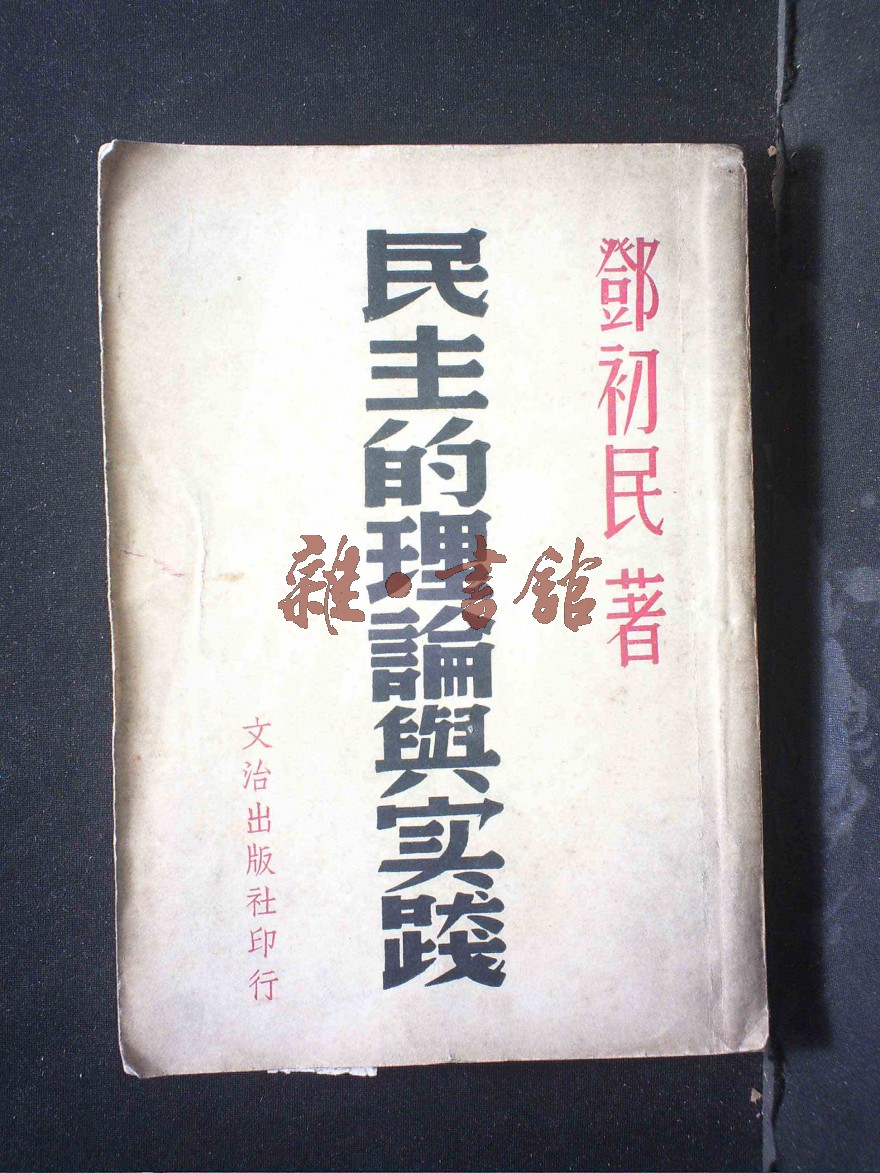 鄧初民 著
民主的理論與实踐
文治出版社印行
雜·書館